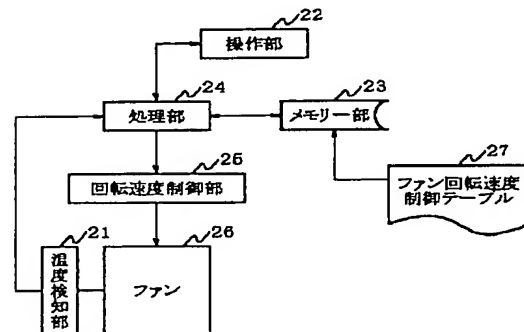 22
操作部
24
処理部
23
メモリー部
25
回転速度制御部
27
ファン回転速度
制御テーブル
21
温度検知部
26
ファン